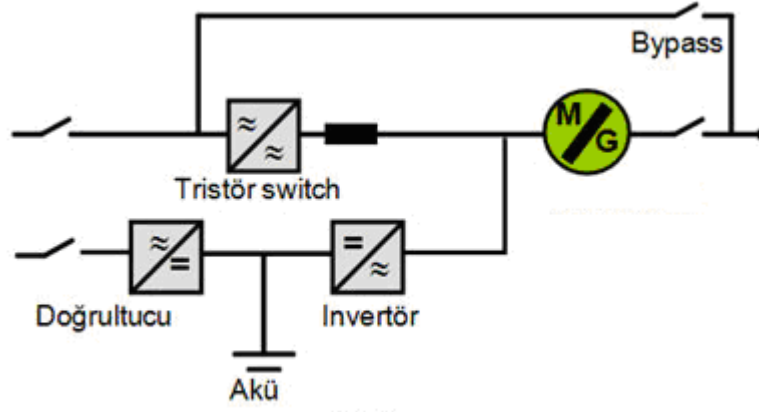 Bypass
M
G
Tristör switch
Doğrultucu
Invertör
Akü